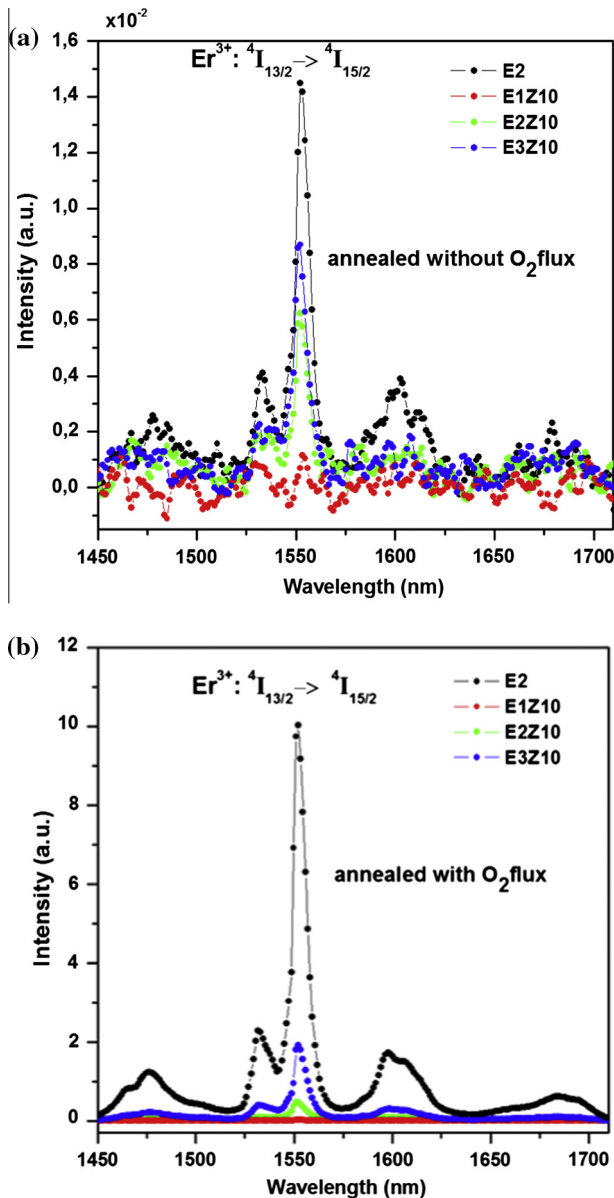 (a)
x10⁻²
Er³⁺: ⁴I₁₃/₂–> ⁴I₁₅/₂
1,6
1,4
1,2
1,0
0,8
0,6
0,4
0,2
0,0
Intensity (a.u.)
E2
E1Z10
E2Z10
E3Z10
annealed without O₂flux
1450 1500 1550 1600 1650 1700
Wavelength (nm)
(b)
Er³⁺: ⁴I₁₃/₂–> ⁴I₁₅/₂
12
10
8
6
4
2
0
Intensity (a.u.)
E2
E1Z10
E2Z10
E3Z10
annealed with O₂flux
1450 1500 1550 1600 1650 1700
Wavelength (nm)